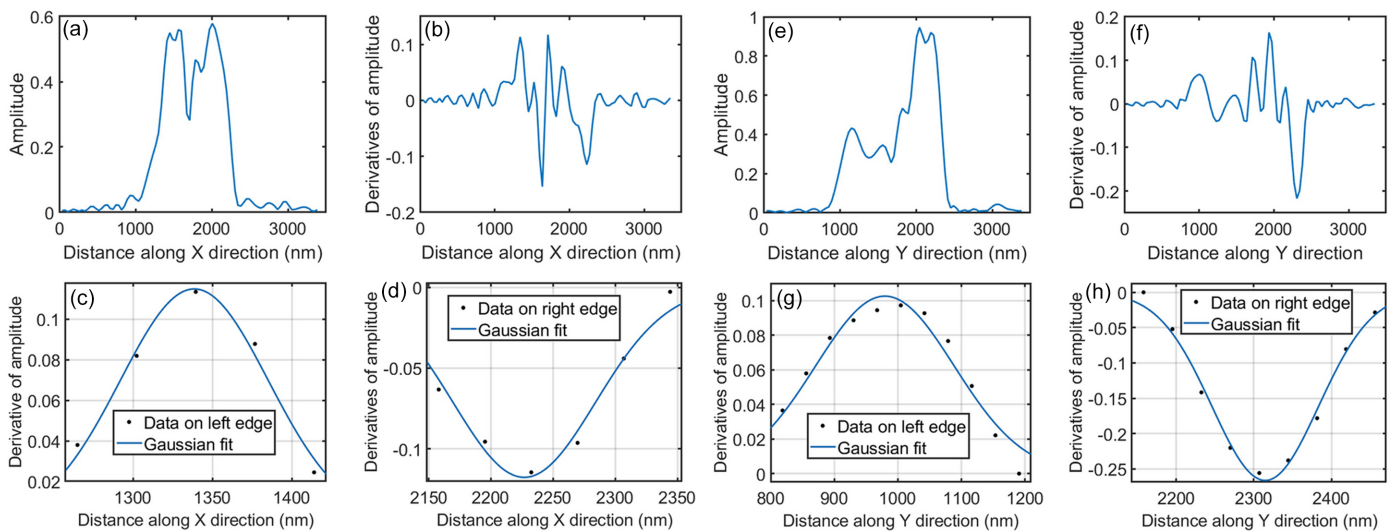 (a)
0.6
0.4
0.2
0
Amplitude
0 1000 2000 3000
Distance along X direction (nm)
(b)
0.1
0
-0.1
-0.2
Derivatives of amplitude
0 1000 2000 3000
Distance along X direction (nm)
(e)
1
0.8
0.6
0.4
0.2
0
Amplitude
0 1000 2000 3000
Distance along Y direction (nm)
(f)
0.2
0.1
0
-0.1
-0.2
Derivative of amplitude
0 1000 2000 3000
Distance along Y direction
(c)
0.1
0.08
0.06
0.04
0.02
Derivative of amplitude
Data on left edge
Gaussian fit
1300 1350 1400
Distance along X direction (nm)
(d)
0
-0.05
-0.1
Derivatives of amplitude
Data on right edge
Gaussian fit
2150 2200 2250 2300 2350
Distance along X direction (nm)
(g)
0.1
0.08
0.06
0.04
0.02
0
Derivatives of amplitude
Data on left edge
Gaussian fit
800 900 1000 1100 1200
Distance along Y direction (nm)
(h)
0
-0.05
-0.1
-0.15
-0.2
-0.25
Derivatives of amplitude
Data on right edge
Gaussian fit
2200 2300 2400
Distance along Y direction (nm)